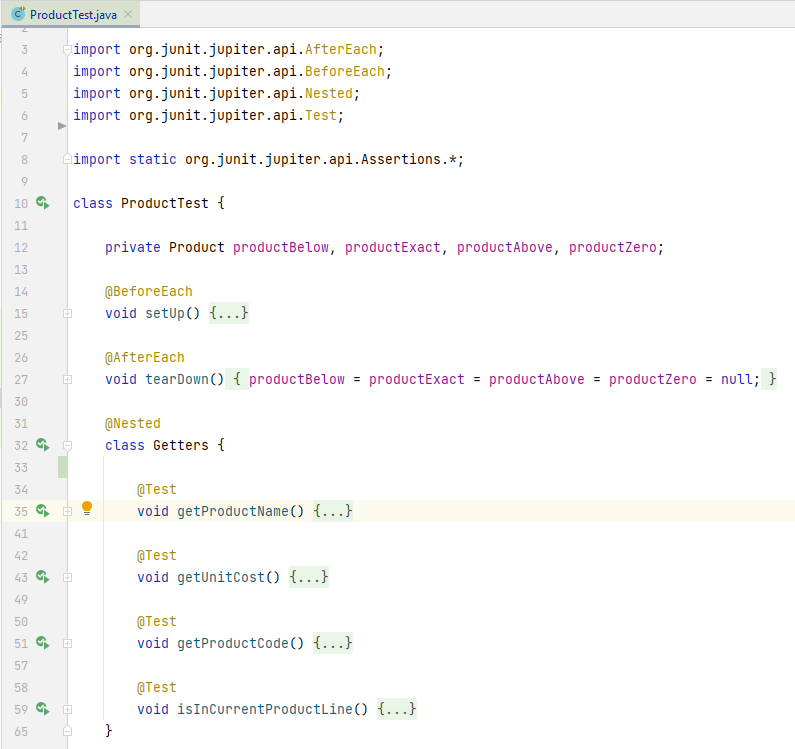 ProductTest.java
3 import org.junit.jupiter.api.AfterEach;
4 import org.junit.jupiter.api.BeforeEach;
5 import org.junit.jupiter.api.Nested;
6 import org.junit.jupiter.api.Test;
7
8 import static org.junit.jupiter.api.Assertions.*;
9
10 class ProductTest {
11
12 private Product productBelow, productExact, productAbove, productZero;
13
14 @BeforeEach
15 void setUp() {...}
25
26 @AfterEach
27 void tearDown() { productBelow = productExact = productAbove = productZero = null; }
30
31 @Nested
32 class Getters {
33
34 @Test
35 void getProductName() {...}
41
42 @Test
43 void getUnitCost() {...}
49
50 @Test
51 void getProductCode() {...}
57
58 @Test
59 void isInCurrentProductLine() {...}
65 }